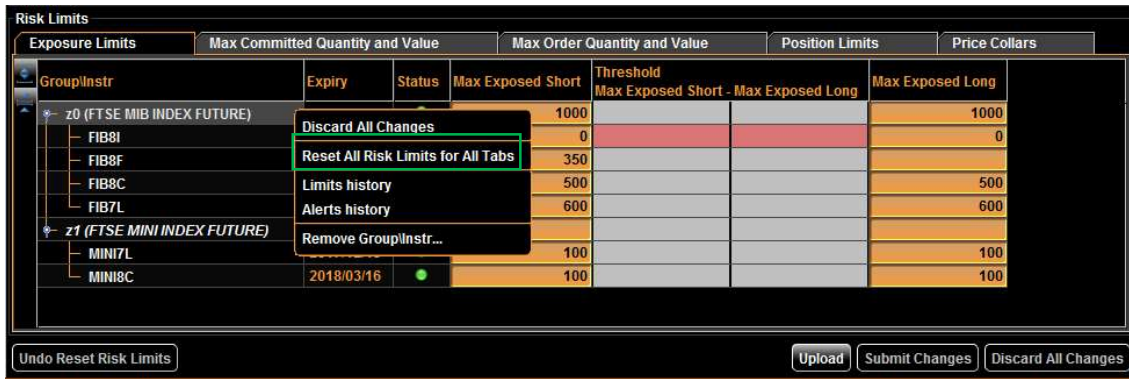 Risk Limits
Exposure Limits Max Committed Quantity and Value Max Order Quantity and Value Position Limits Price Collars
Group\Instr Expiry Status Max Exposed Short Threshold Max Exposed Long
Max Exposed Short - Max Exposed Long
z0 (FTSE MIB INDEX FUTURE) 1000 1000
Discard All Changes
FIB8I 0 0
Reset All Risk Limits for All Tabs
FIB8F 350
Limits history
FIB8C 500 500
Alerts history
FIB7L 600 600
z1 (FTSE MINI INDEX FUTURE)
Remove Group\Instr...
MINI7L 100 100
MINI8C 2018/03/16 100 100
Undo Reset Risk Limits Upload Submit Changes Discard All Changes